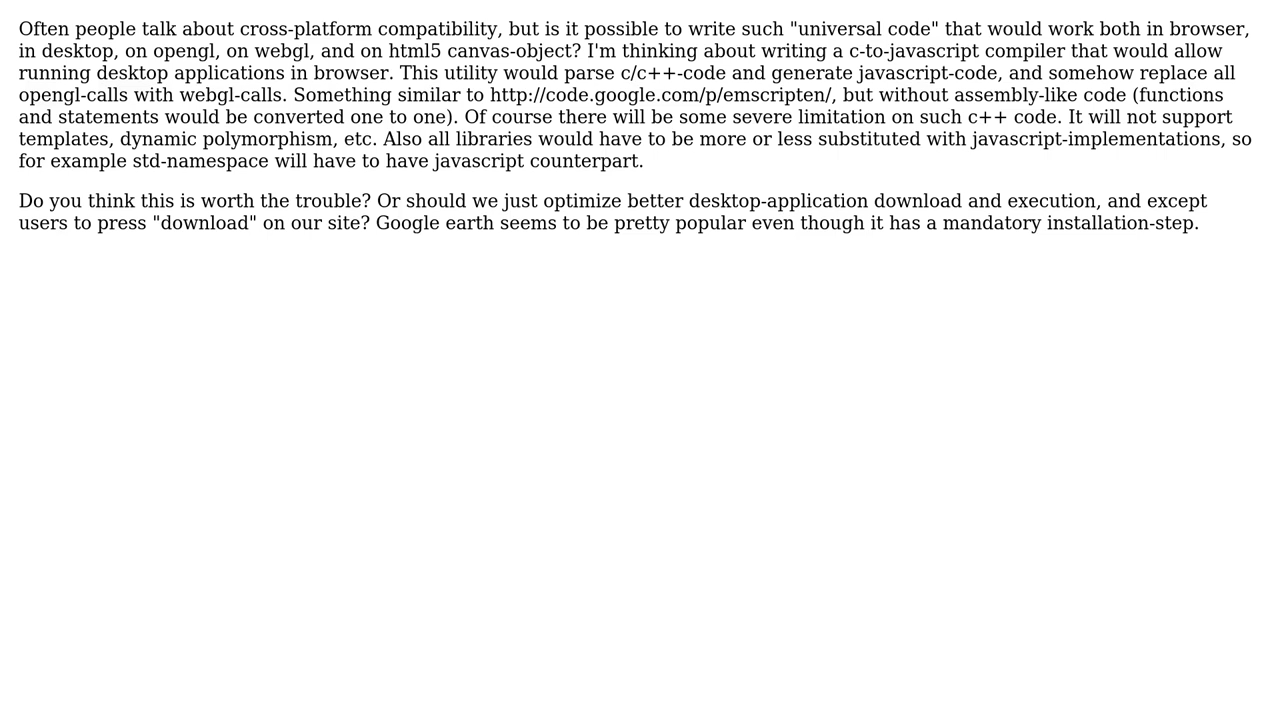 Often people talk about cross-platform compatibility, but is it possible to write such "universal code" that would work both in browser,
in desktop, on opengl, on webgl, and on html5 canvas-object? I'm thinking about writing a c-to-javascript compiler that would allow
running desktop applications in browser. This utility would parse c/c++-code and generate javascript-code, and somehow replace all
opengl-calls with webgl-calls. Something similar to http://code.google.com/p/emscripten/, but without assembly-like code (functions
and statements would be converted one to one). Of course there will be some severe limitation on such c++ code. It will not support
templates, dynamic polymorphism, etc. Also all libraries would have to be more or less substituted with javascript-implementations, so
for example std-namespace will have to have javascript counterpart.
Do you think this is worth the trouble? Or should we just optimize better desktop-application download and execution, and except
users to press "download" on our site? Google earth seems to be pretty popular even though it has a mandatory installation-step.